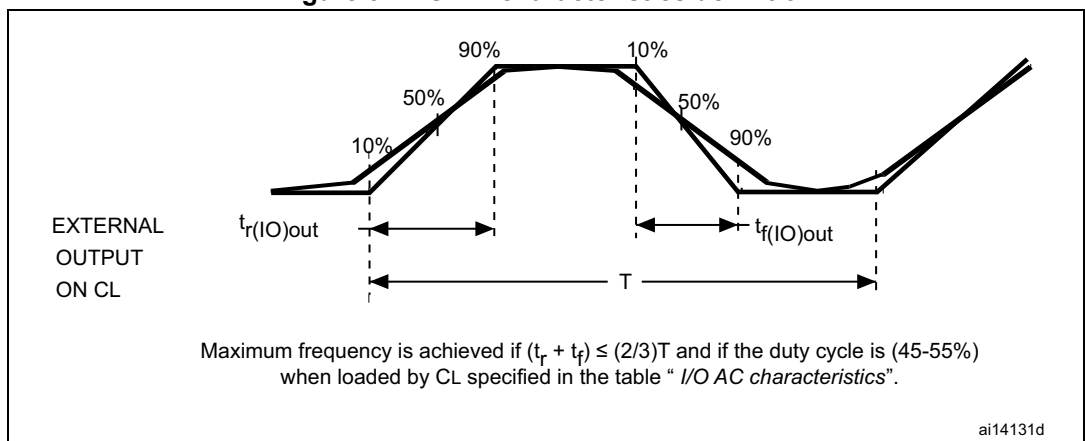 90% 10%
50% 50%
10% 90%
EXTERNAL tr(IO)out tf(IO)out
OUTPUT
ON CL T
Maximum frequency is achieved if (tr + tf) ≤ (2/3)T and if the duty cycle is (45-55%)
when loaded by CL specified in the table “ I/O AC characteristics”.
ai14131d